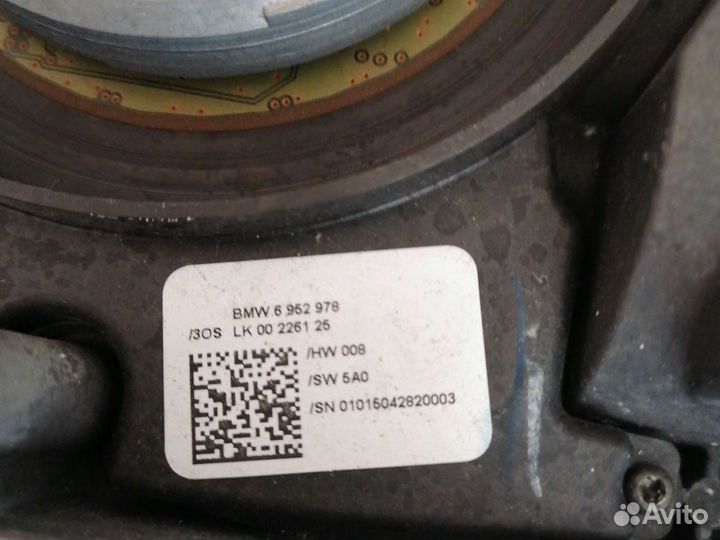 BMW 6 952 978
/3OS LK 00 2261 25
/HW 008
/SW 5A0
/SN 01015042820003
Avito